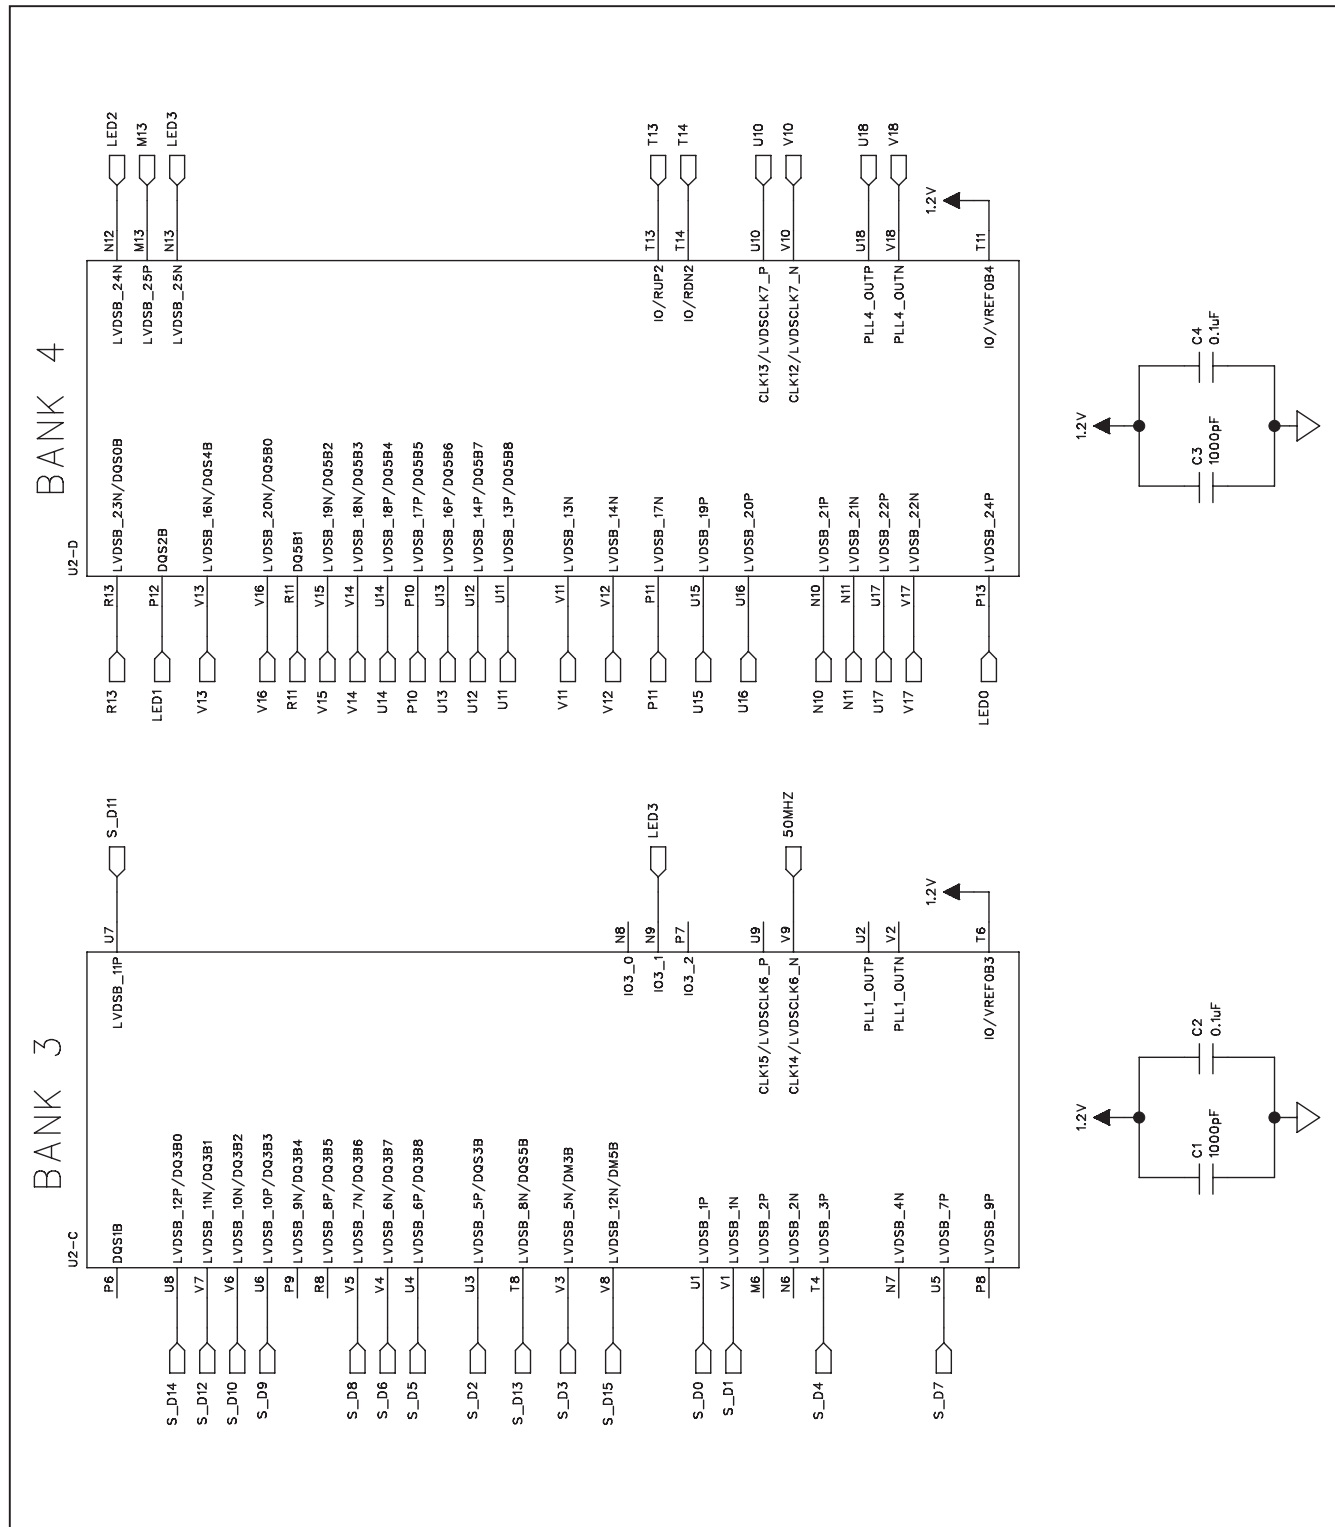 BANK 3
U2-C
P6 DQS1B
S_D14 U8 LVDSB_12P/DQ3B0
S_D12 V7 LVDSB_11N/DQ3B1
S_D10 V6 LVDSB_10N/DQ3B2
S_D9 U6 LVDSB_10P/DQ3B3
P9 LVDSB_9N/DQ3B4
R8 LVDSB_8P/DQ3B5
S_D8 V5 LVDSB_7N/DQ3B6
S_D6 V4 LVDSB_6N/DQ3B7
S_D5 U4 LVDSB_6P/DQ3B8
S_D2 U3 LVDSB_5P/DQS3B
S_D13 T8 LVDSB_8N/DQS5B
S_D3 V3 LVDSB_5N/DM3B
S_D15 V8 LVDSB_12N/DM5B
S_D0 U1 LVDSB_1P
S_D1 V1 LVDSB_1N
M6 LVDSB_2P
N6 LVDSB_2N
S_D4 T4 LVDSB_3P
N7 LVDSB_4N
S_D7 U5 LVDSB_7P
P8 LVDSB_9P
LVDSB_11P U7 S_D11
IO3_0 N8
IO3_1 N9 LED3
IO3_2 P7
CLK15/LVDSCLK6_P U9
CLK14/LVDSCLK6_N V9 50MHZ
PLL1_OUTP U2
PLL1_OUTN V2
1.2V
IO/VREF0B3 T6
1.2V
C1
1000pF
C2
0.1uF
BANK 4
U2-D
R13 R13 LVDSB_23N/DQS0B
LED1 P12 DQS2B
V13 V13 LVDSB_16N/DQS4B
V16 V16 LVDSB_20N/DQ5B0
R11 R11 DQ5B1
V15 V15 LVDSB_19N/DQ5B2
V14 V14 LVDSB_18N/DQ5B3
U14 U14 LVDSB_18P/DQ5B4
P10 P10 LVDSB_17P/DQ5B5
U13 U13 LVDSB_16P/DQ5B6
U12 U12 LVDSB_14P/DQ5B7
U11 U11 LVDSB_13P/DQ5B8
V11 V11 LVDSB_13N
V12 V12 LVDSB_14N
P11 P11 LVDSB_17N
U15 U15 LVDSB_19P
U16 U16 LVDSB_20P
N10 N10 LVDSB_21P
N11 N11 LVDSB_21N
U17 U17 LVDSB_22P
V17 V17 LVDSB_22N
LED0 P13 LVDSB_24P
LVDSB_24N N12 LED2
LVDSB_25P M13 M13
LVDSB_25N N13 LED3
IO/RUP2 T13 T13
IO/RDN2 T14 T14
CLK13/LVDSCLK7_P U10 U10
CLK12/LVDSCLK7_N V10 V10
PLL4_OUTP U18 U18
PLL4_OUTN V18 V18
1.2V
IO/VREF0B4 T11
1.2V
C3
1000pF
C4
0.1uF